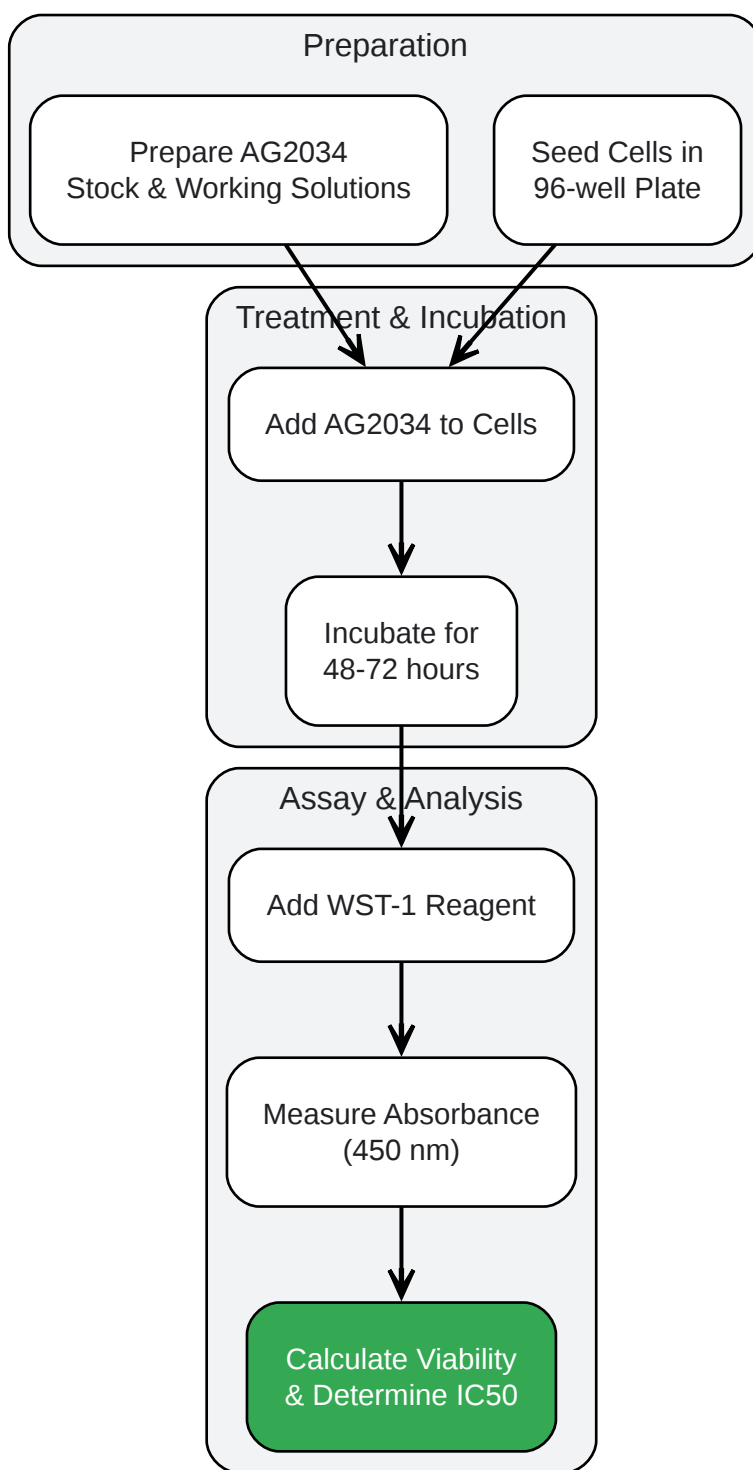 Preparation
Prepare AG2034
Stock & Working Solutions
Seed Cells in
96-well Plate
Treatment & Incubation
Add AG2034 to Cells
Incubate for
48-72 hours
Assay & Analysis
Add WST-1 Reagent
Measure Absorbance
(450 nm)
Calculate Viability
& Determine IC50